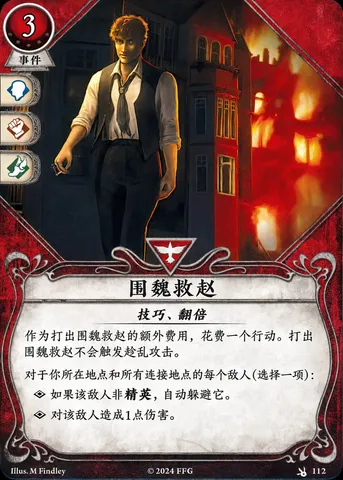 3
事件
围魏救赵
技巧、翻倍
作为打出围魏救赵的额外费用，花费一个行动。打出
围魏救赵不会触发趁乱攻击。
对于你所在地点和所有连接地点的每个敌人(选择一项)：
如果该敌人非精英，自动躲避它。
对该敌人造成1点伤害。
Illus. M Findley
© 2024 FFG
112